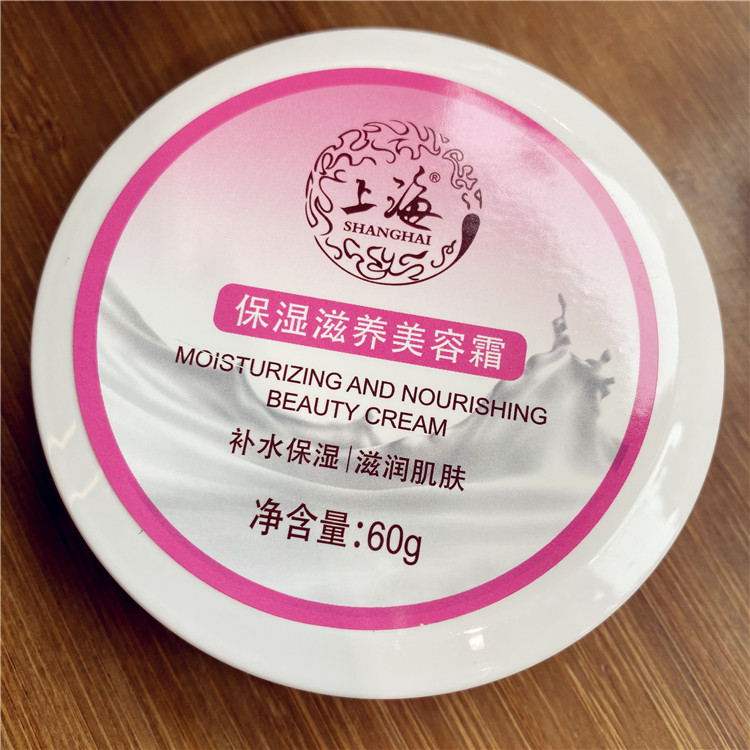 上海®
SHANGHAI
保湿滋养美容霜
MOiSTURIZING AND NOURISHING
BEAUTY CREAM
补水保湿|滋润肌肤
净含量:60g